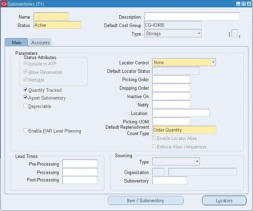 Subinventories (T1)
Name
Description
Status Active
Default Cost Group CG-42485
Type Storage
[ ]
Main Accounts
Parameters
Status Attributes
Include in ATP
Allow Reservation
Nettable
Quantity Tracked
Asset Subinventory
Depreciable
Enable PAR Level Planning
Locator Control None
Default Locator Status
Picking Order
Dropping Order
Inactive On
Notify
Location
Picking UOM
Default Replenishment Count Type Order Quantity
Enable Locator Alias
Enforce Alias Uniqueness
Lead Times
Pre-Processing
Processing
Post-Processing
Sourcing
Type
Organization
Subinventory
Item / Subinventory
Locators